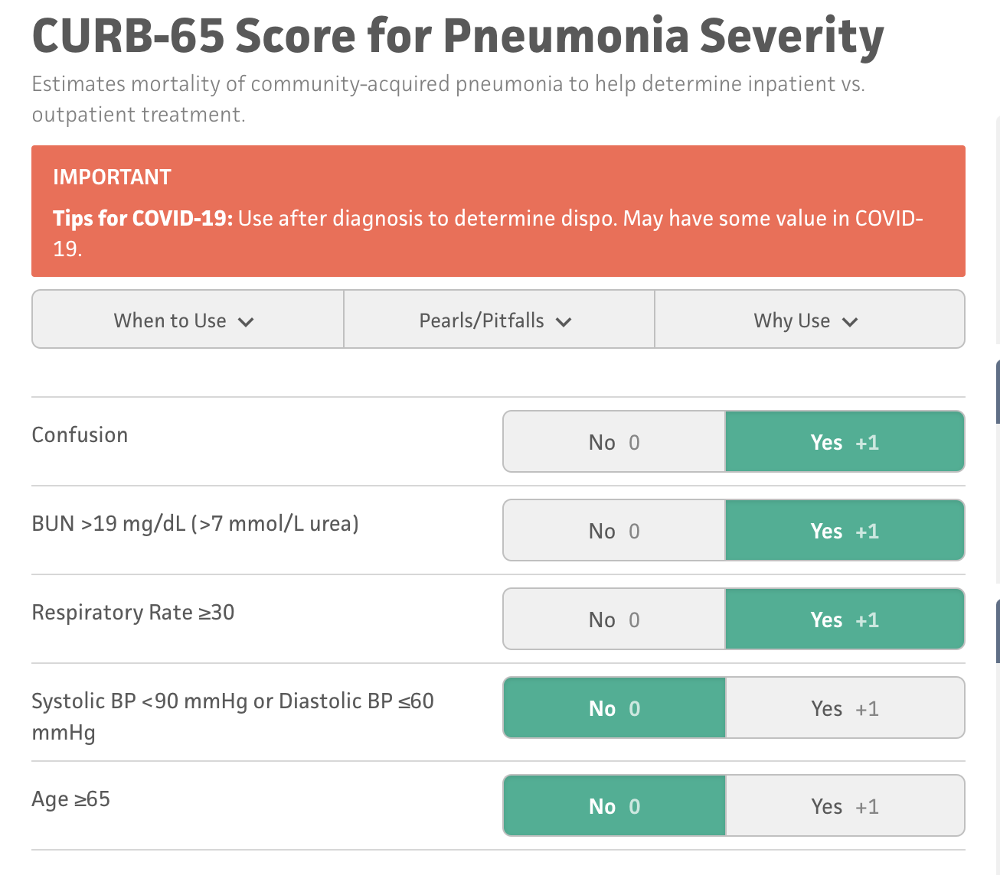 CURB-65 Score for Pneumonia Severity
Estimates mortality of community-acquired pneumonia to help determine inpatient vs.
outpatient treatment.
IMPORTANT
Tips for COVID-19: Use after diagnosis to determine dispo. May have some value in COVID-
19.
When to Use Pearls/Pitfalls Why Use
Confusion No 0 Yes +1
BUN >19 mg/dL (>7 mmol/L urea) No 0 Yes +1
Respiratory Rate ≥30 No 0 Yes +1
Systolic BP <90 mmHg or Diastolic BP ≤60
mmHg No 0 Yes +1
Age ≥65 No 0 Yes +1